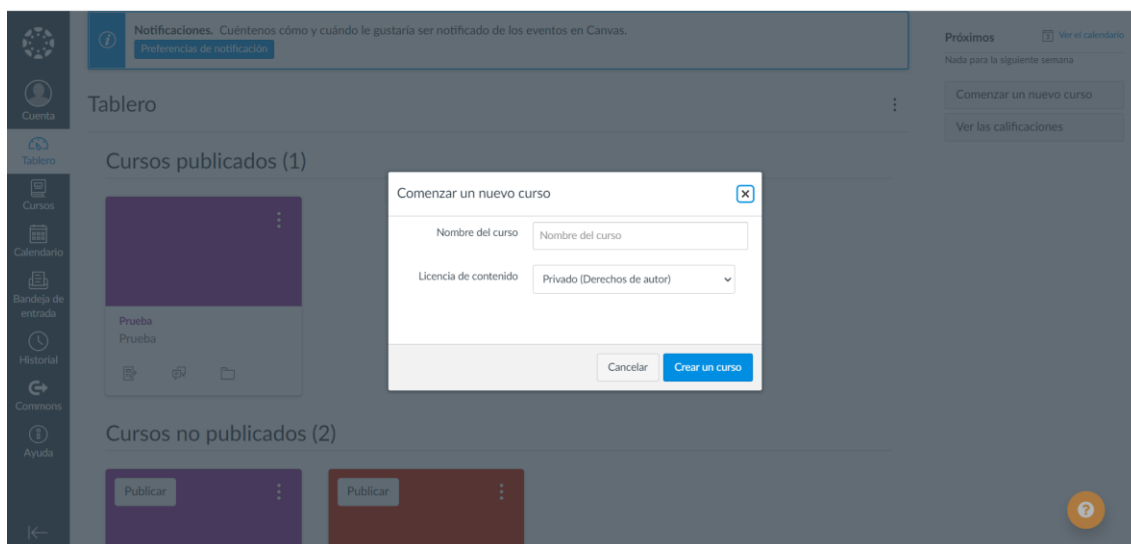 Notificaciones. Cuéntenos cómo y cuándo le gustaría ser notificado de los eventos en Canvas.
Preferencias de notificación
Cuenta
Tablero
Cursos
Calendario
Bandeja de
entrada
Historial
Commons
Ayuda
Tablero
Cursos publicados (1)
Prueba
Prueba
Cursos no publicados (2)
Publicar
Publicar
Comenzar un nuevo curso
Nombre del curso
Nombre del curso
Licencia de contenido
Privado (Derechos de autor)
Cancelar
Crear un curso
Próximos
Ver el calendario
Nada para la siguiente semana
Comenzar un nuevo curso
Ver las calificaciones